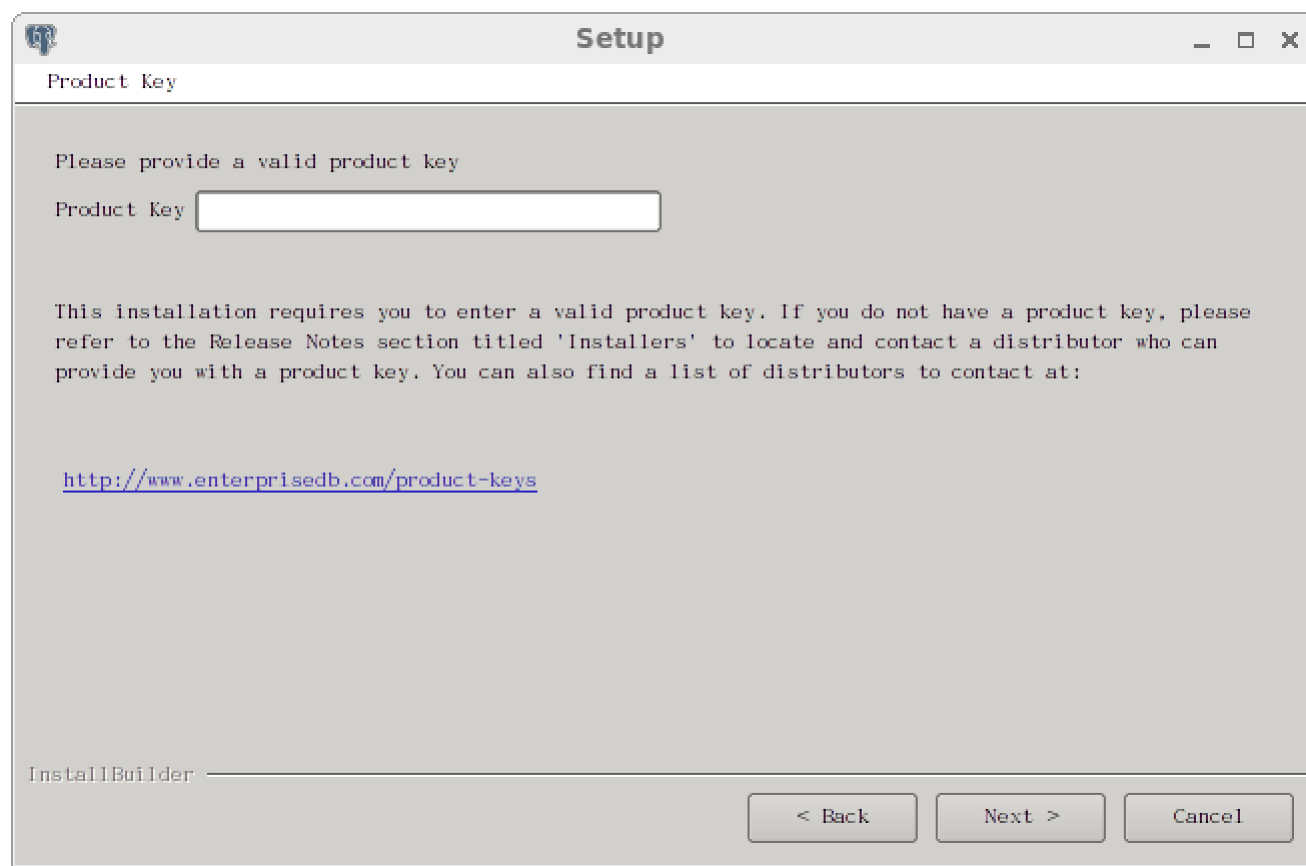 Setup
Product Key
Please provide a valid product key
Product Key
This installation requires you to enter a valid product key. If you do not have a product key, please
refer to the Release Notes section titled 'Installers' to locate and contact a distributor who can
provide you with a product key. You can also find a list of distributors to contact at:
http://www.enterprisedb.com/product-keys
InstallBuilder
< Back Next > Cancel